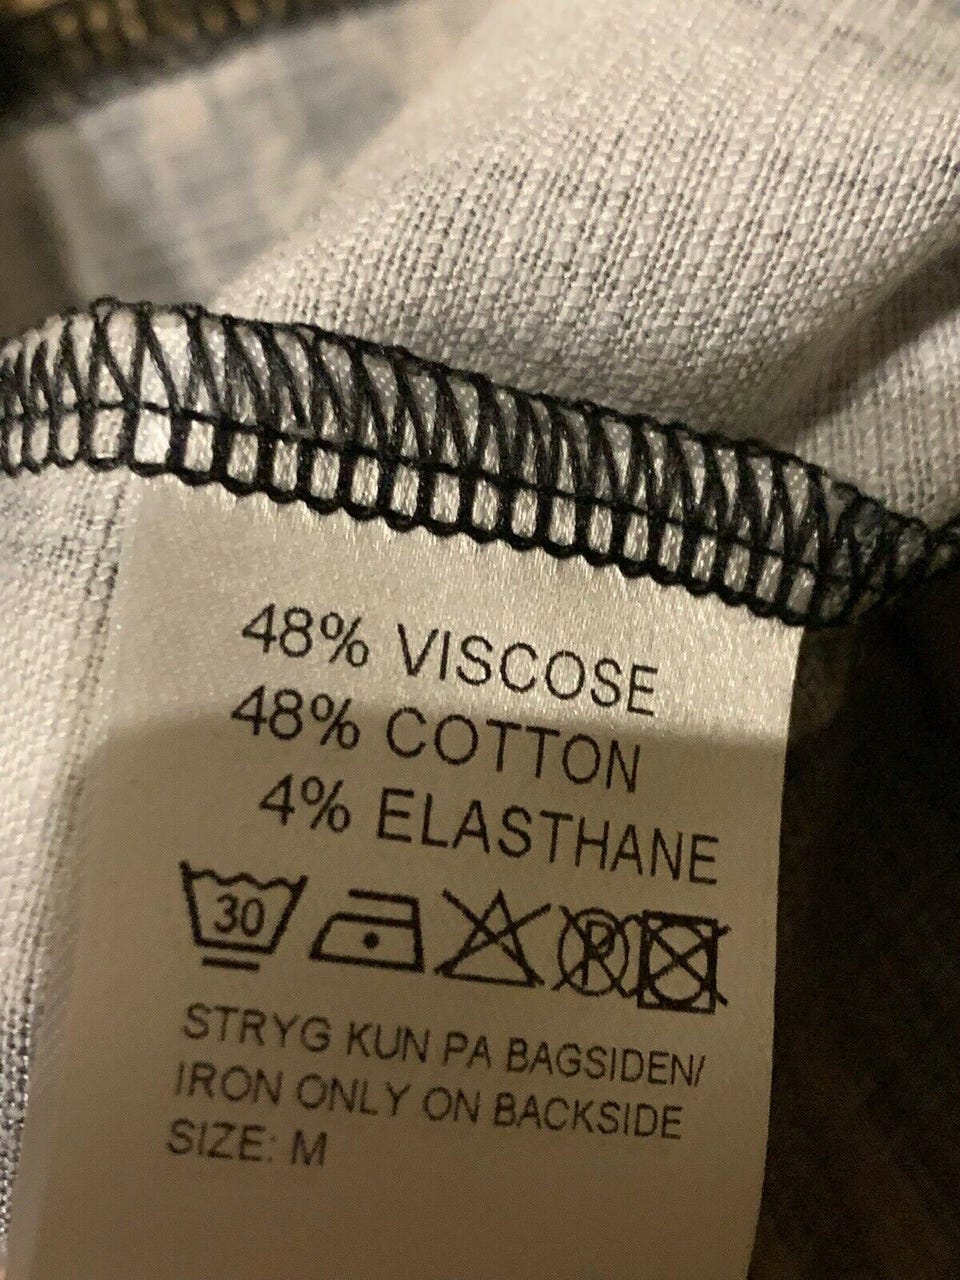 48% VISCOSE
48% COTTON
4% ELASTHANE
30 P
STRYG KUN PA BAGSIDEN/
IRON ONLY ON BACKSIDE
SIZE: M